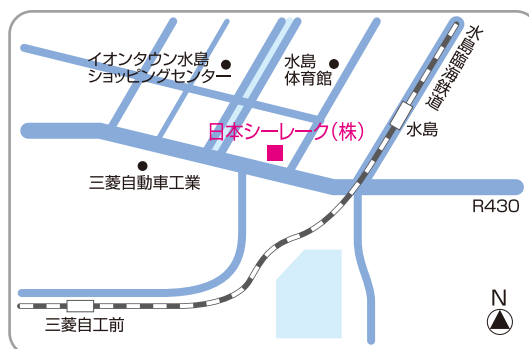 イオンタウン水島
ショッピングセンター
水島
体育館
水島臨海鉄道
水島
日本シーレーク(株)
三菱自動車工業
R430
三菱自工前
N